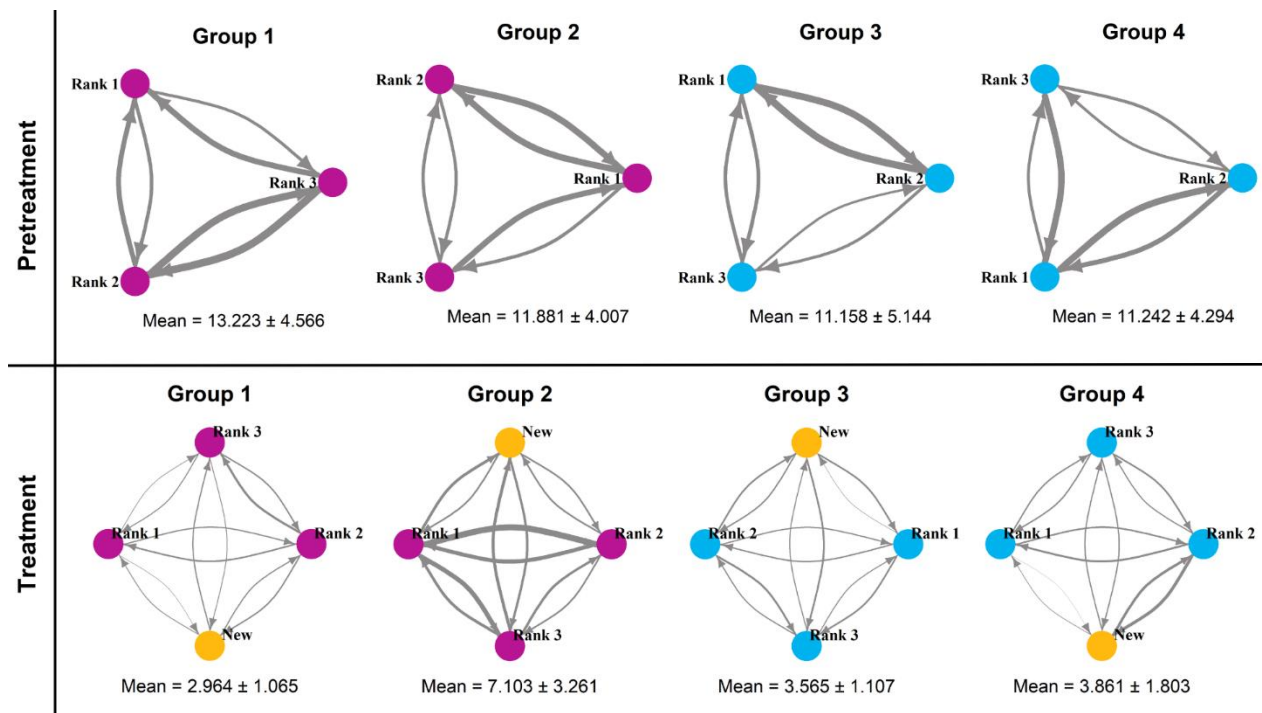 Pretreatment
Group 1
Group 2
Group 3
Group 4
Rank 1
Rank 3
Rank 2
Mean = 13.223 ± 4.566
Rank 2
Rank 1
Rank 3
Mean = 11.881 ± 4.007
Rank 1
Rank 2
Rank 3
Mean = 11.158 ± 5.144
Rank 3
Rank 2
Rank 1
Mean = 11.242 ± 4.294
Treatment
Group 1
Group 2
Group 3
Group 4
Rank 3
Rank 1
Rank 2
New
Mean = 2.964 ± 1.065
New
Rank 1
Rank 2
Rank 3
Mean = 7.103 ± 3.261
New
Rank 2
Rank 1
Rank 3
Mean = 3.565 ± 1.107
Rank 3
Rank 1
Rank 2
New
Mean = 3.861 ± 1.803